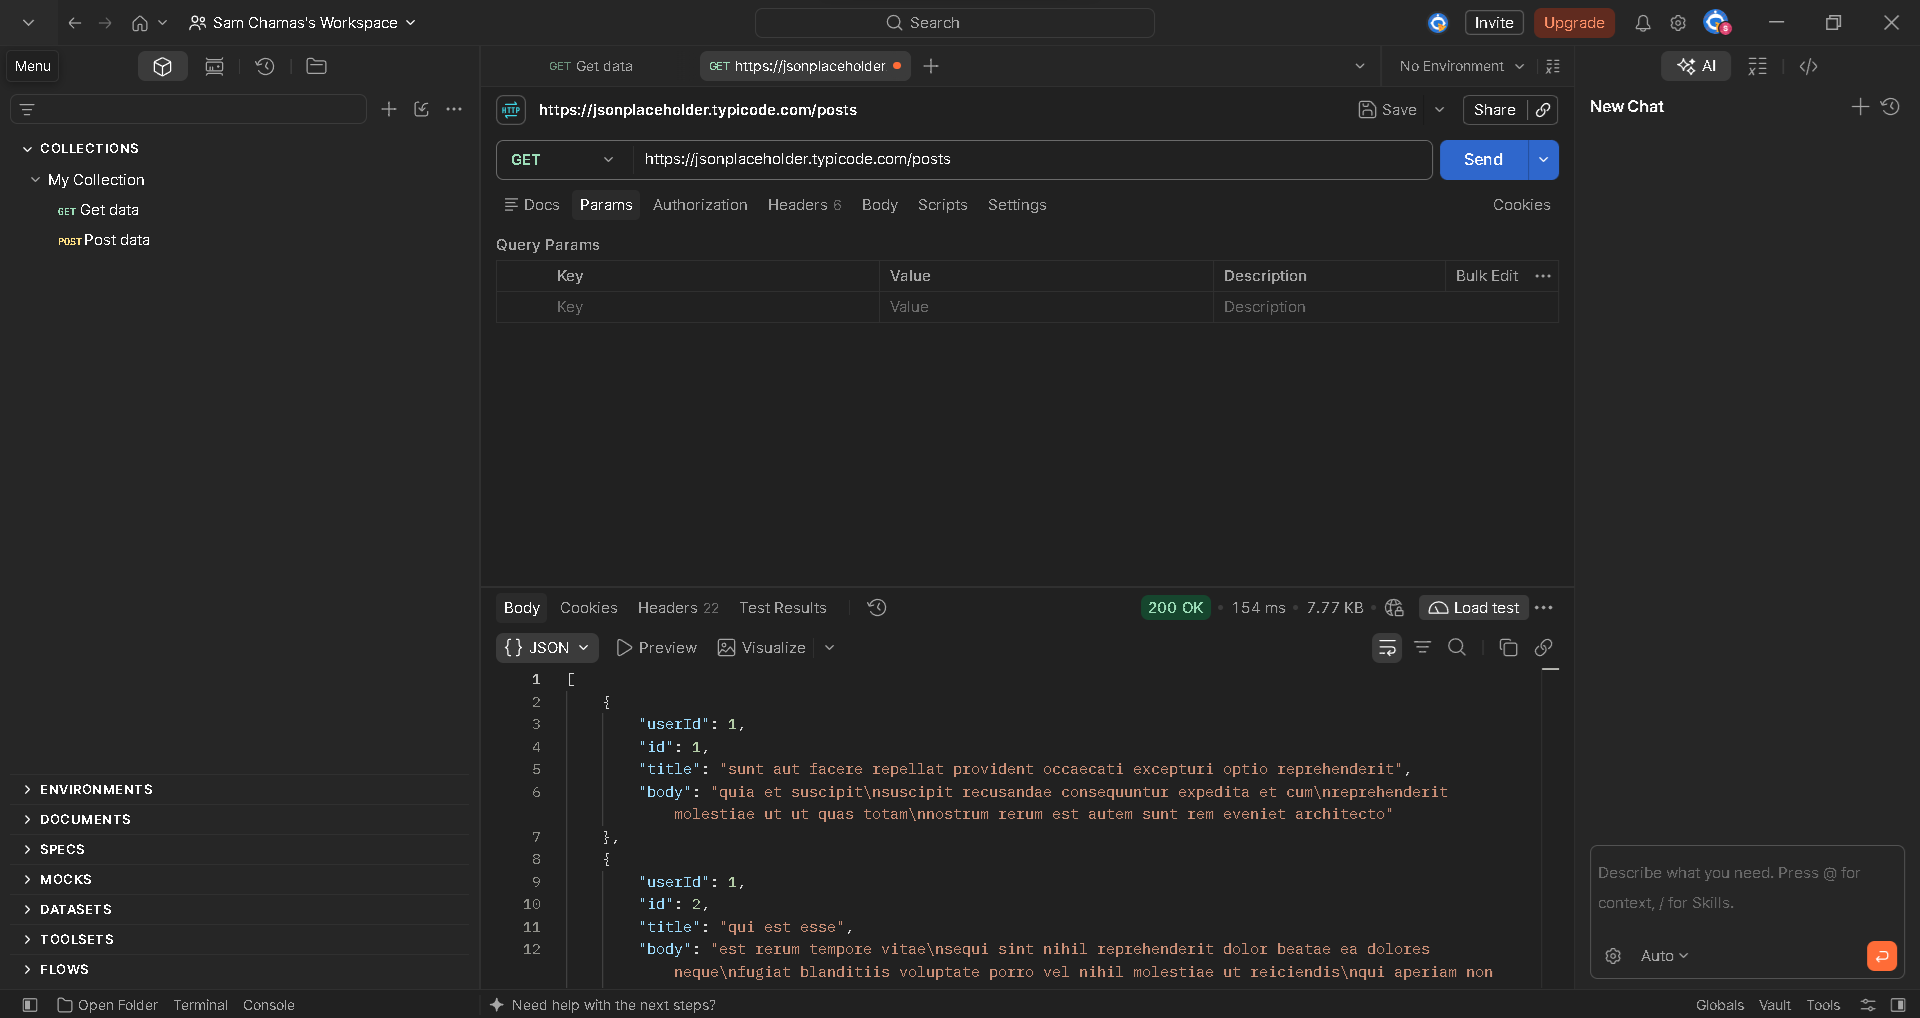 Sam Chamas's Workspace
Search
Invite
Upgrade
Menu
GET Get data
GET https://jsonplaceholder
No Environment
AI
https://jsonplaceholder.typicode.com/posts
Save
Share
New Chat
COLLECTIONS
My Collection
GET Get data
POST Post data
GET
https://jsonplaceholder.typicode.com/posts
Send
Docs
Params
Authorization
Headers 6
Body
Scripts
Settings
Cookies
Query Params
Key
Value
Description
Bulk Edit
Key
Value
Description
Body
Cookies
Headers 22
Test Results
200 OK
154 ms
7.77 KB
Load test
{} JSON
Preview
Visualize
1 [
2 {
3 "userId": 1,
4 "id": 1,
5 "title": "sunt aut facere repellat provident occaecati excepturi optio reprehenderit",
6 "body": "quia et suscipit\nsuscipit recusandae consequuntur expedita et cum\nreprehenderit
molestiae ut ut quas totam\nnostrum rerum est autem sunt rem eveniet architecto"
7 },
8 {
9 "userId": 1,
10 "id": 2,
11 "title": "qui est esse",
12 "body": "est rerum tempore vitae\nsequi sint nihil reprehenderit dolor beatae ea dolores
neque\nfugiat blanditiis voluptate porro vel nihil molestiae ut reiciendis\nqui aperiam non
ENVIRONMENTS
DOCUMENTS
SPECS
MOCKS
DATASETS
TOOLSETS
FLOWS
Describe what you need. Press @ for
context, / for Skills.
Auto
Open Folder
Terminal
Console
Need help with the next steps?
Globals
Vault
Tools